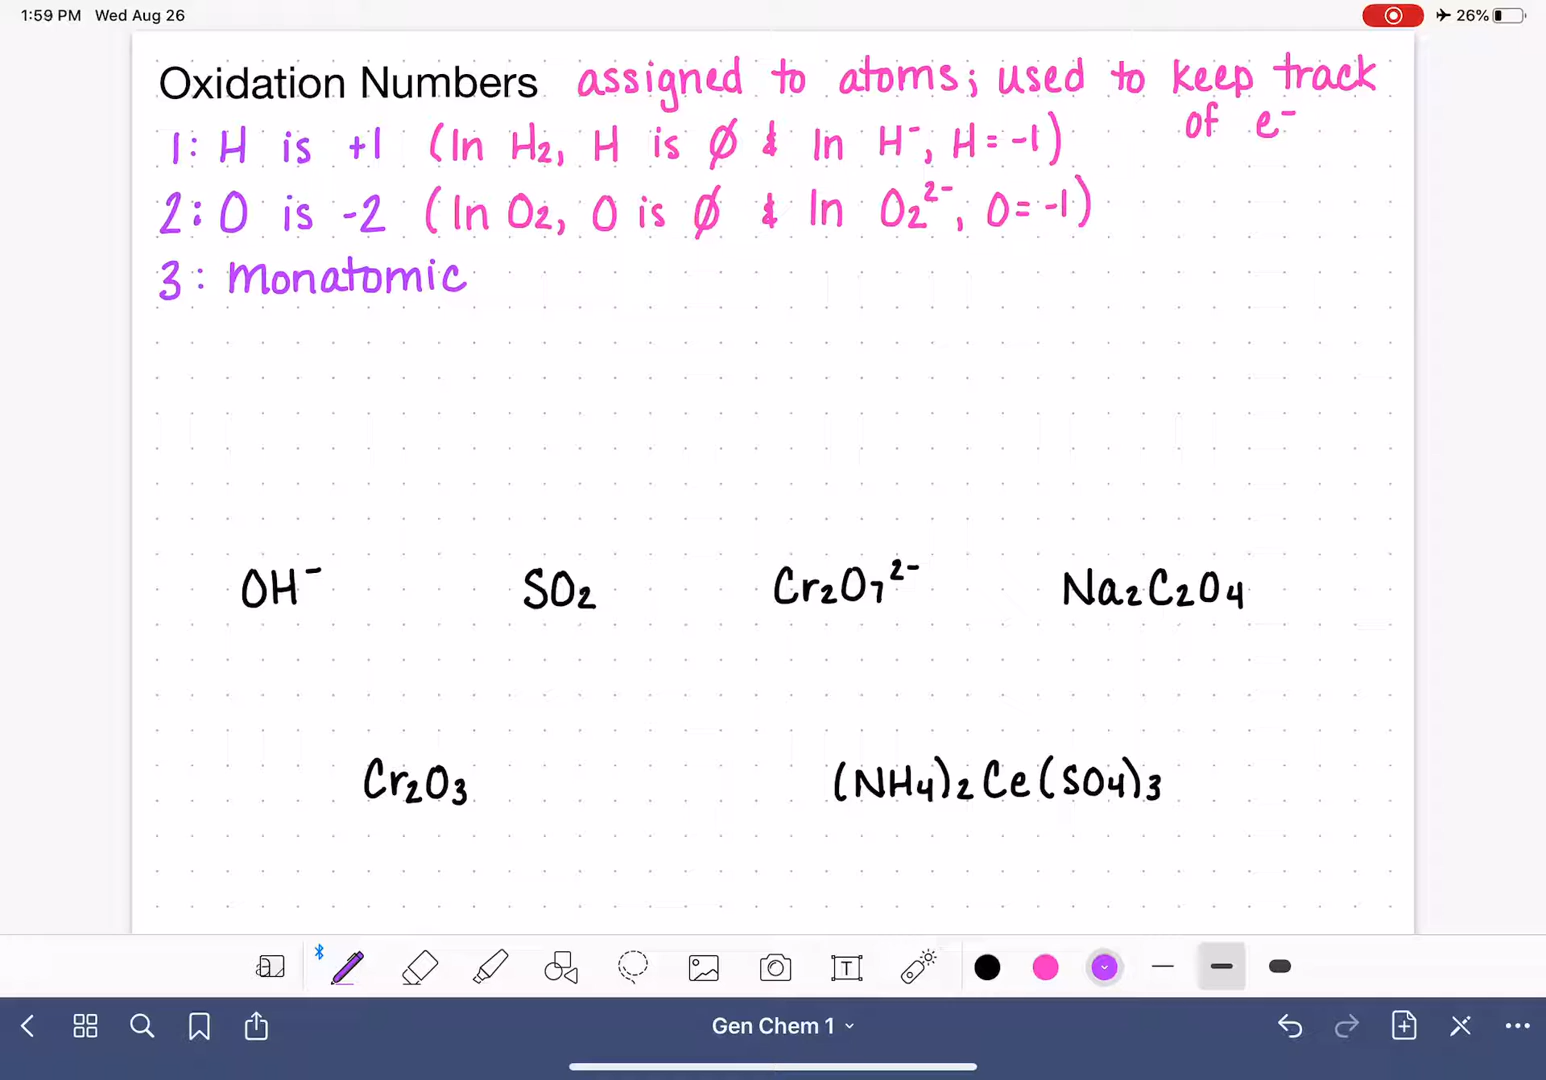 1:59 PM Wed Aug 26
26%
Oxidation Numbers assigned to atoms; used to keep track
of e⁻
1: H is +1 (In H₂, H is ∅ & In H⁻, H = -1)
2: O is -2 (In O₂, O is ∅ & In O₂²⁻, O = -1)
3: Monatomic
OH⁻ SO₂ Cr₂O₇²⁻ Na₂C₂O₄
Cr₂O₃ (NH₄)₂Ce(SO₄)₃
T
Gen Chem 1